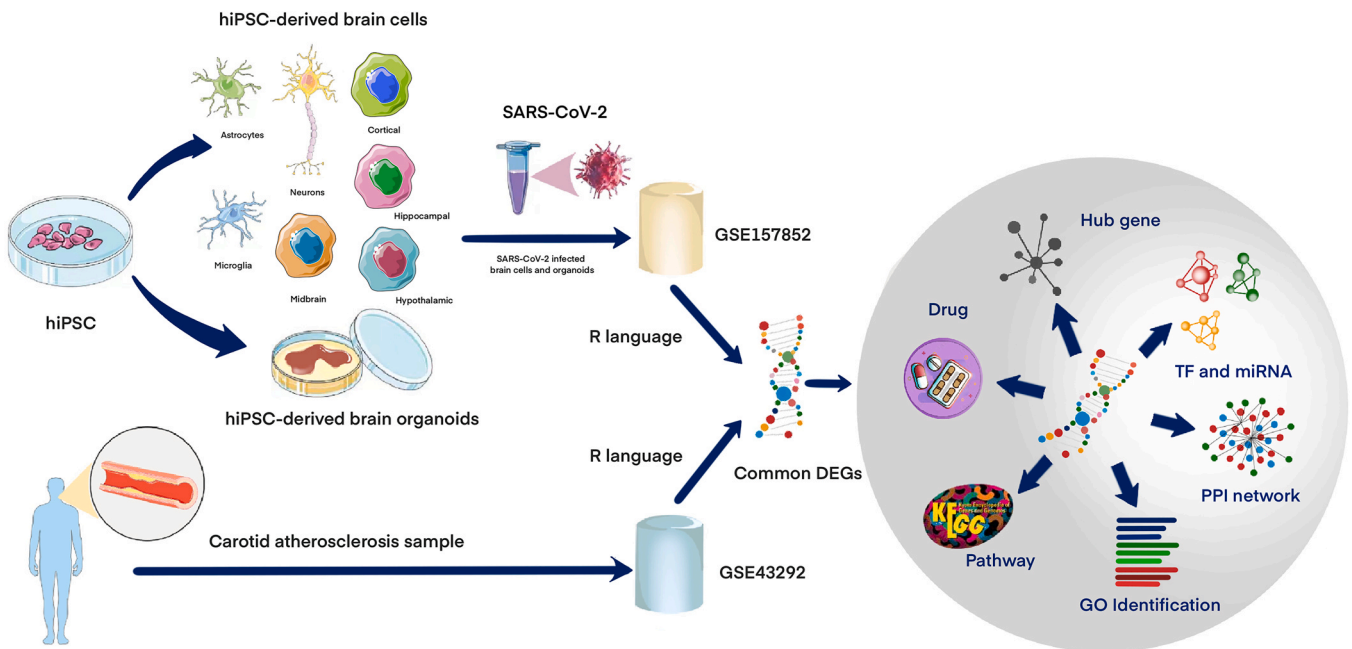 hiPSC-derived brain cells
Astrocytes
Neurons
Cortical
Hippocampal
Microglia
Midbrain
Hypothalamic
hiPSC
hiPSC-derived brain organoids
SARS-CoV-2
SARS-CoV-2 infected
brain cells and organoids
GSE157852
R language
R language
Common DEGs
Carotid atherosclerosis sample
GSE43292
Hub gene
Drug
TF and miRNA
PPI network
KEGG
Pathway
GO Identification